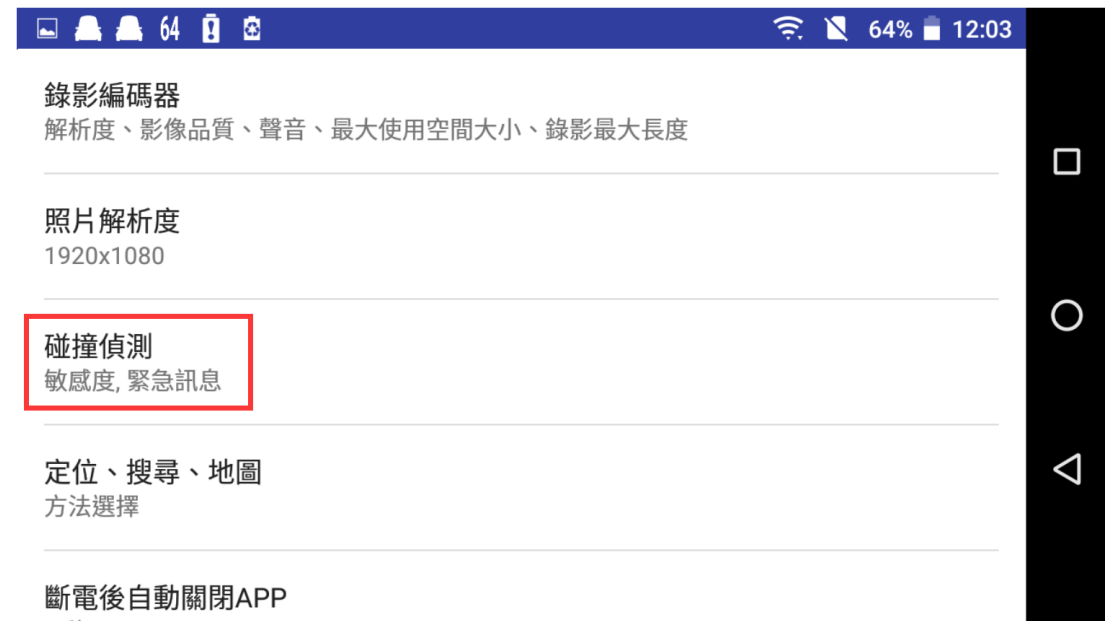 64 64% 12:03
錄影編碼器
解析度、影像品質、聲音、最大使用空間大小、錄影最大長度
照片解析度
1920x1080
碰撞偵測
敏感度, 緊急訊息
定位、搜尋、地圖
方法選擇
斷電後自動關閉APP